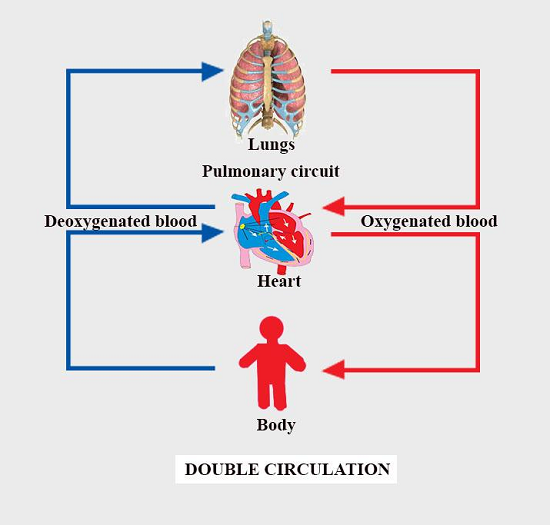 Lungs
Pulmonary circuit
Deoxygenated blood
Oxygenated blood
Heart
Body
DOUBLE CIRCULATION